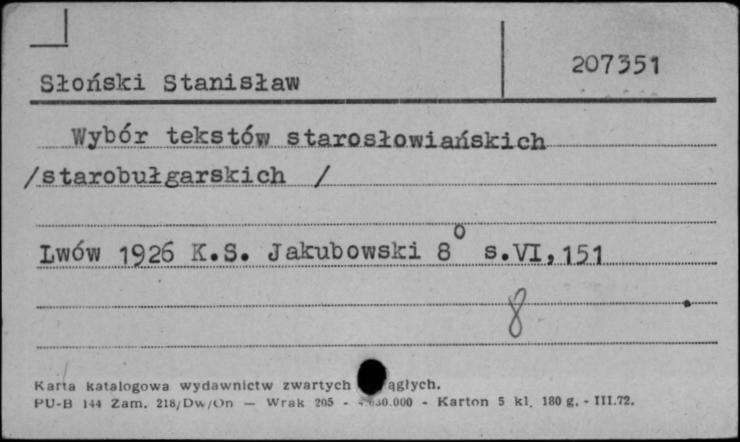 207351
Słoński Stanisław
Wybór tekstów starosłowiańskich
/starobułgarskich /
Lwów 1926 K.S. Jakubowski 8° s.VI,151
8
Karta katalogowa wydawnictw zwartych ągłych.
PU-B 144 Zam. 218/Dw/On — Wrak 205 - 000 - Karton 5 kl. 180 g. - III.72.